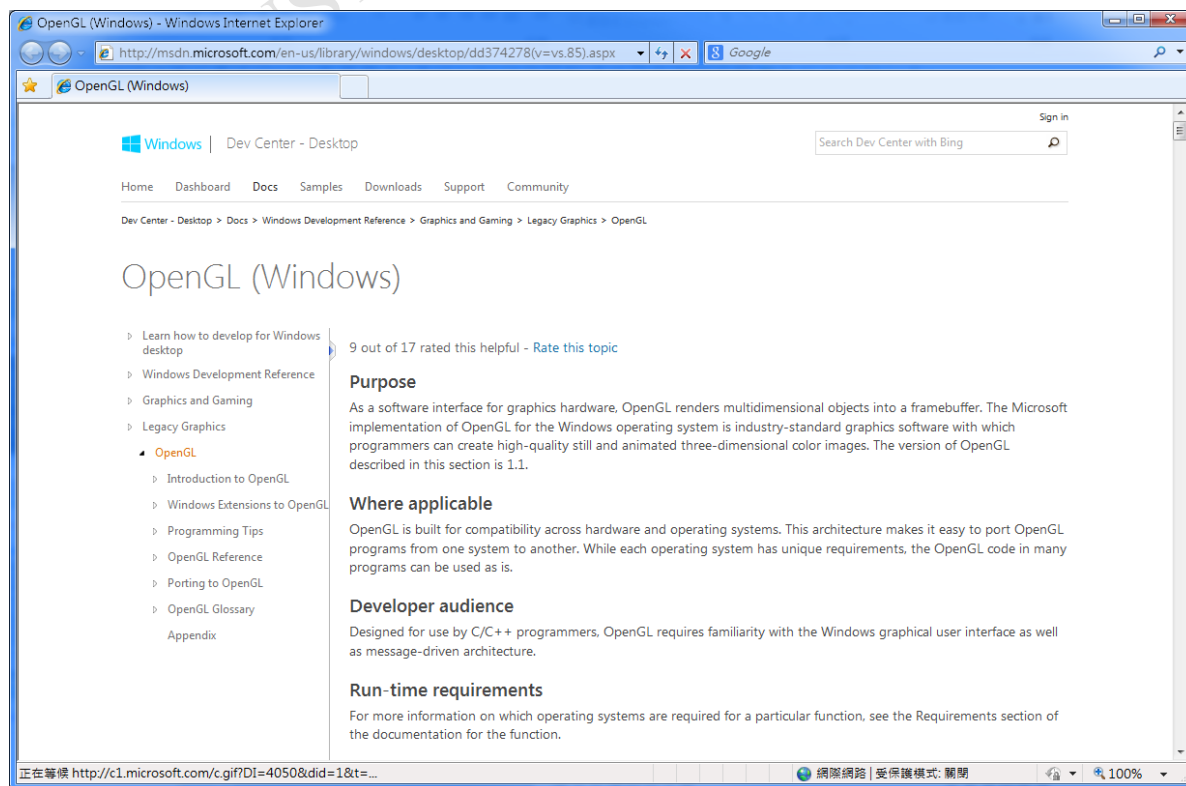 OpenGL (Windows) - Windows Internet Explorer
http://msdn.microsoft.com/en-us/library/windows/desktop/dd374278(v=vs.85).aspx
Google
OpenGL (Windows)
Sign in
Windows | Dev Center - Desktop
Search Dev Center with Bing
Home Dashboard Docs Samples Downloads Support Community
Dev Center - Desktop > Docs > Windows Development Reference > Graphics and Gaming > Legacy Graphics > OpenGL
OpenGL (Windows)
Learn how to develop for Windows
desktop
Windows Development Reference
Graphics and Gaming
Legacy Graphics
OpenGL
Introduction to OpenGL
Windows Extensions to OpenGL
Programming Tips
OpenGL Reference
Porting to OpenGL
OpenGL Glossary
Appendix
9 out of 17 rated this helpful - Rate this topic
Purpose
As a software interface for graphics hardware, OpenGL renders multidimensional objects into a framebuffer. The Microsoft
implementation of OpenGL for the Windows operating system is industry-standard graphics software with which
programmers can create high-quality still and animated three-dimensional color images. The version of OpenGL
described in this section is 1.1.
Where applicable
OpenGL is built for compatibility across hardware and operating systems. This architecture makes it easy to port OpenGL
programs from one system to another. While each operating system has unique requirements, the OpenGL code in many
programs can be used as is.
Developer audience
Designed for use by C/C++ programmers, OpenGL requires familiarity with the Windows graphical user interface as well
as message-driven architecture.
Run-time requirements
For more information on which operating systems are required for a particular function, see the Requirements section of
the documentation for the function.
正在等候 http://c1.microsoft.com/c.gif?DI=4050&did=1&t=...
網際網路 | 受保護模式: 關閉
100%